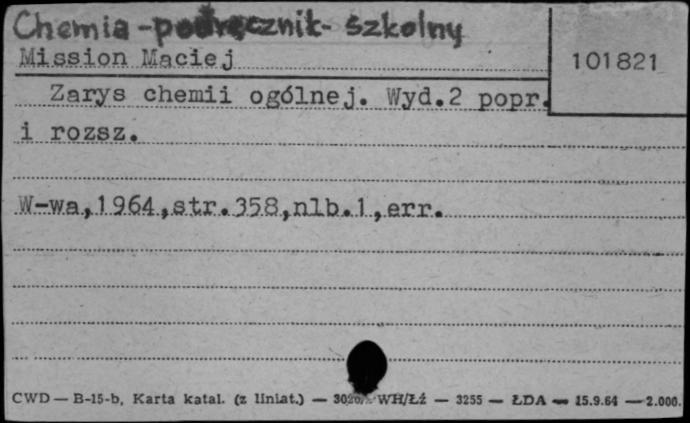 Chemia - podręcznik - szkolny
Mission Maciej
101821
Zarys chemii ogólnej. Wyd.2 popr.
i rozsz.
W-wa,1964,str.358,nlb.1,err.
CWD — B-15-b, Karta katal. (z liniat.) — WH/Łź — 3255 — ŁDA — 15.9.64 — 2.000.